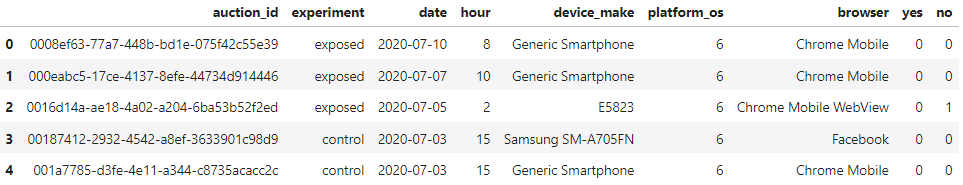 auction_id experiment date hour device_make platform_os browser yes no
0 0008ef63-77a7-448b-bd1e-075f42c55e39 exposed 2020-07-10 8 Generic Smartphone 6 Chrome Mobile 0 0
1 000eabc5-17ce-4137-8efe-44734d914446 exposed 2020-07-07 10 Generic Smartphone 6 Chrome Mobile 0 0
2 0016d14a-ae18-4a02-a204-6ba53b52f2ed exposed 2020-07-05 2 E5823 6 Chrome Mobile WebView 0 1
3 00187412-2932-4542-a8ef-3633901c98d9 control 2020-07-03 15 Samsung SM-A705FN 6 Facebook 0 0
4 001a7785-d3fe-4e11-a344-c8735acacc2c control 2020-07-03 15 Generic Smartphone 6 Chrome Mobile 0 0